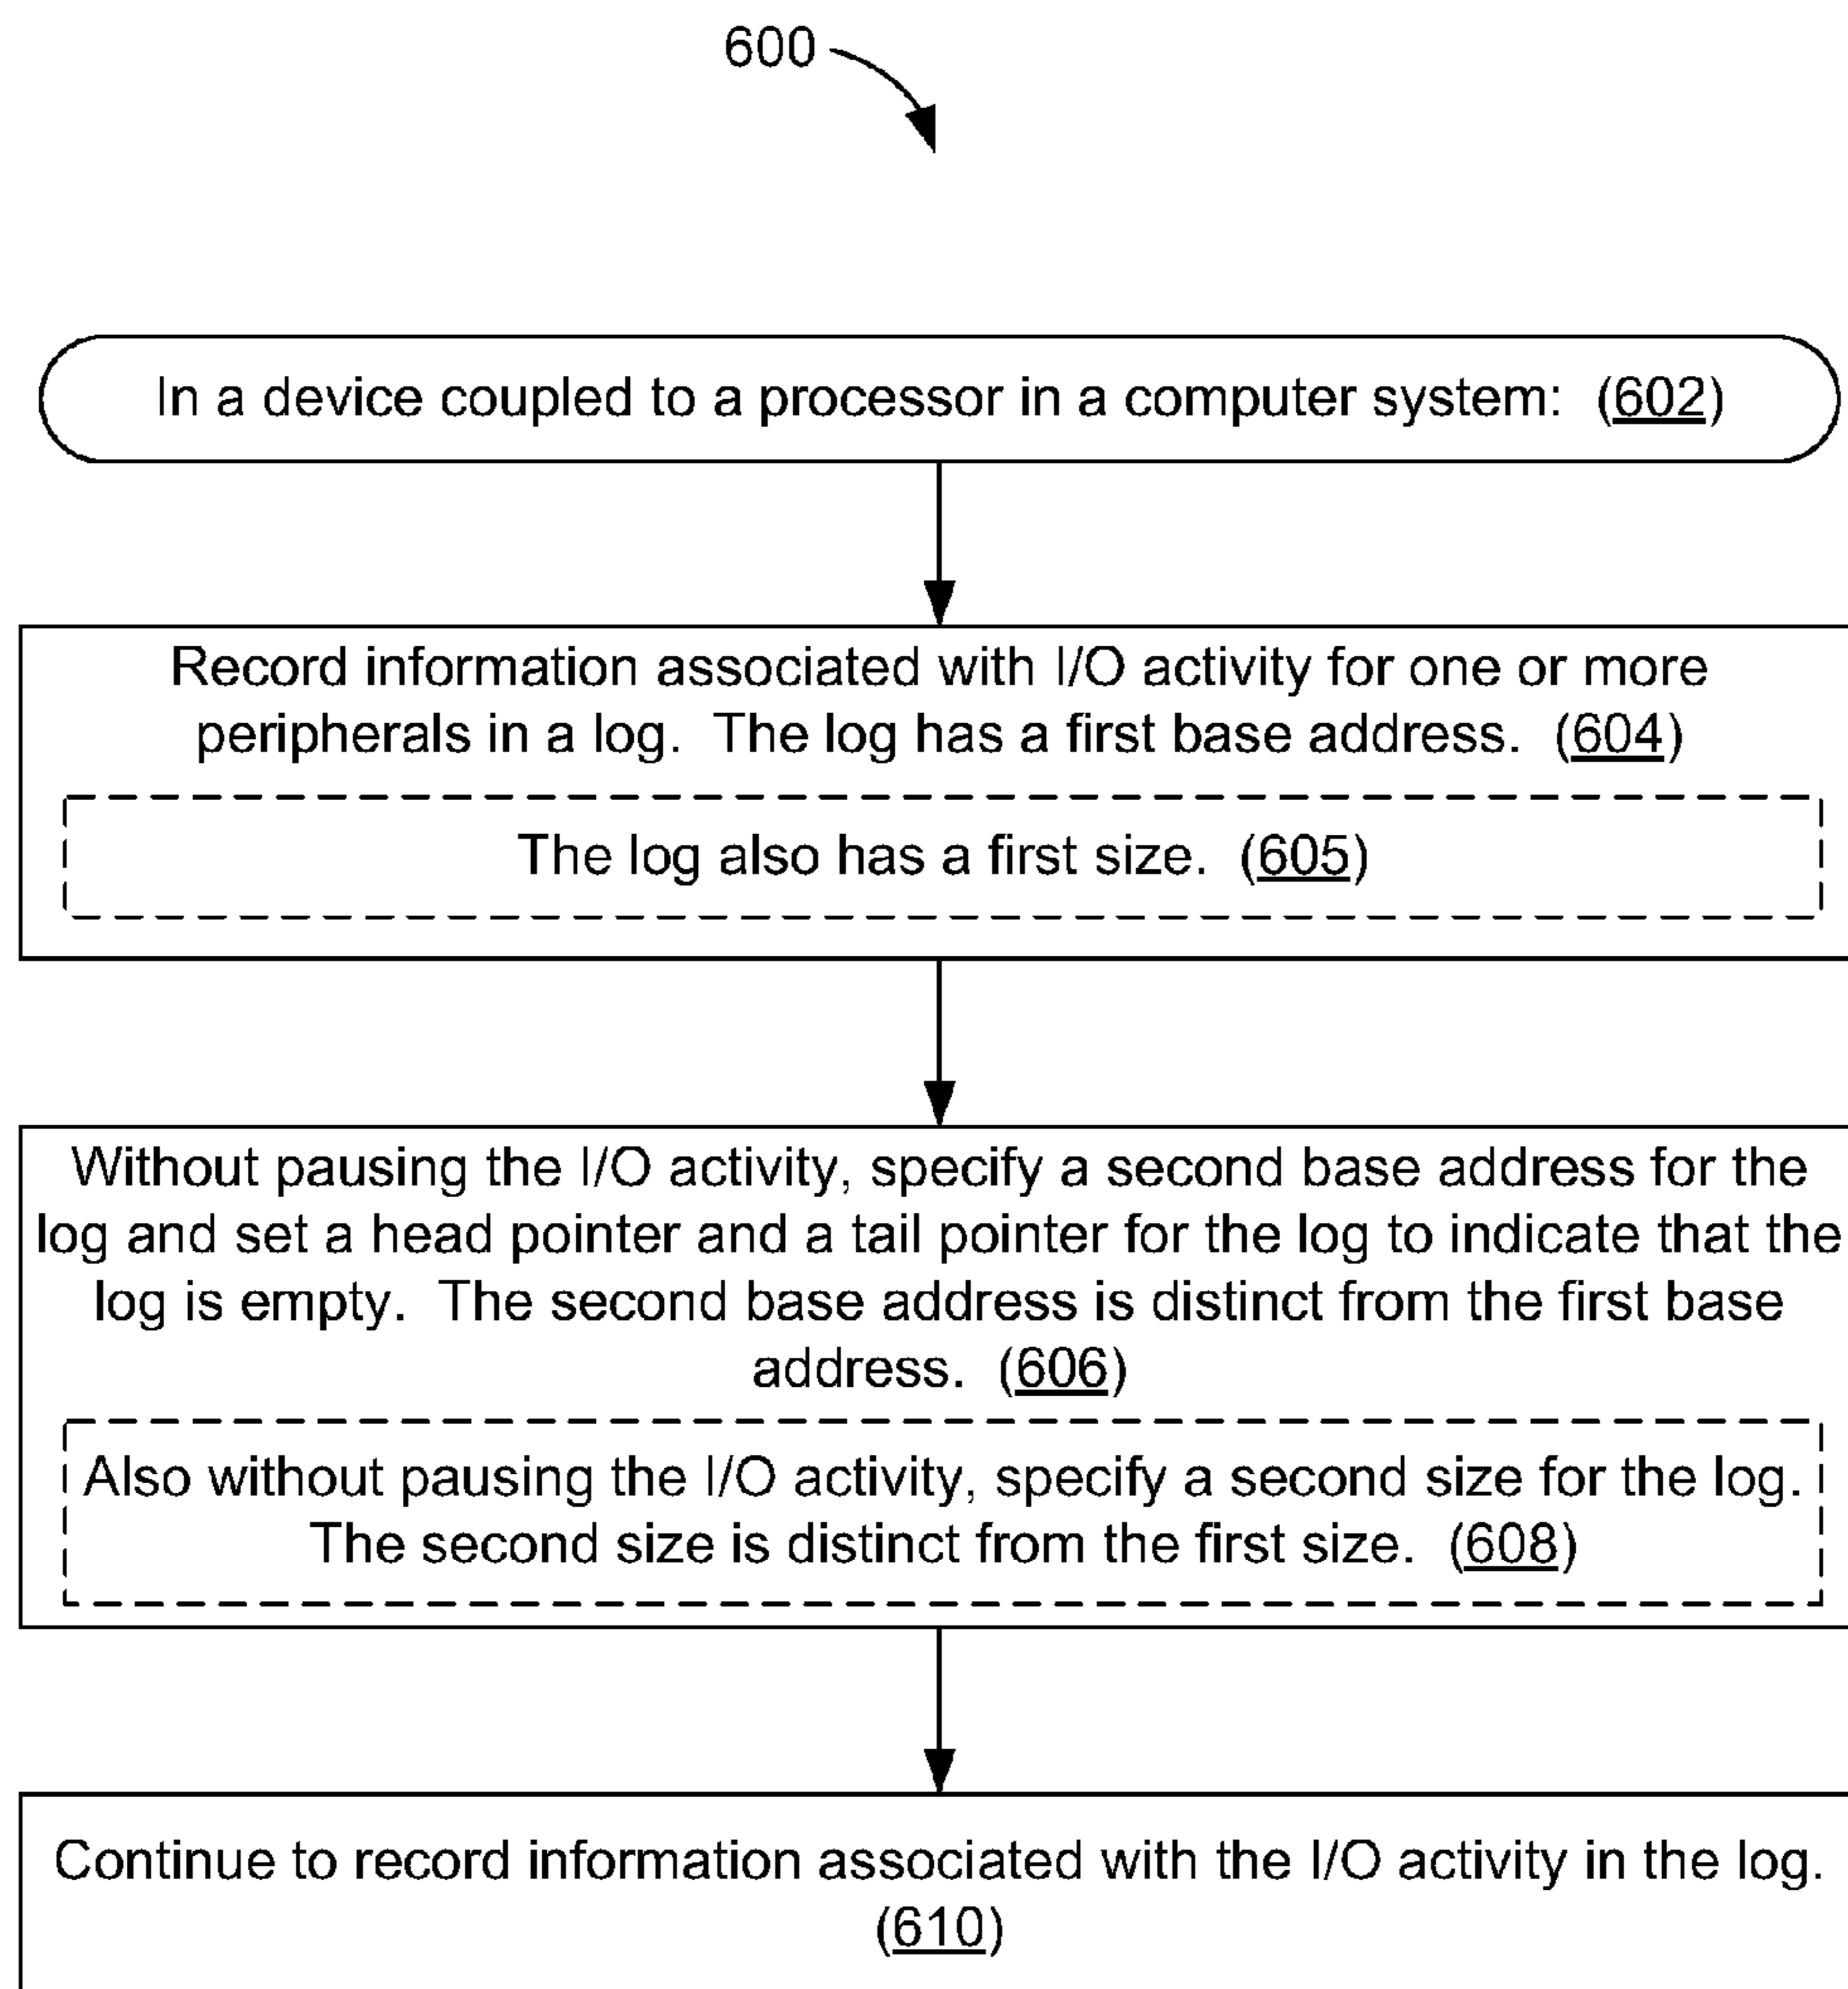 600
In a device coupled to a processor in a computer system: (602)
Record information associated with I/O activity for one or more
peripherals in a log. The log has a first base address. (604)
The log also has a first size. (605)
Without pausing the I/O activity, specify a second base address for the
log and set a head pointer and a tail pointer for the log to indicate that the
log is empty. The second base address is distinct from the first base
address. (606)
Also without pausing the I/O activity, specify a second size for the log.
The second size is distinct from the first size. (608)
Continue to record information associated with the I/O activity in the log.
(610)